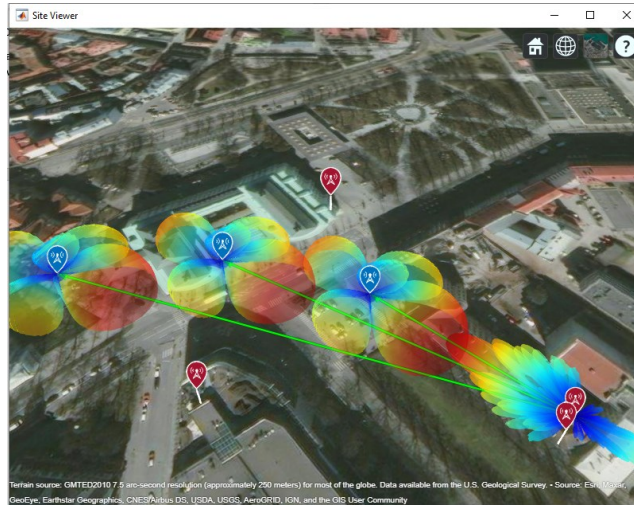 Site Viewer
?
Terrain source: GMTED2010 7.5 arc-second resolution (approximately 250 meters) for most of the globe. Data available from the U.S. Geological Survey. • Source: Esri, Maxar,
GeoEye, Earthstar Geographics, CNES/Airbus DS, USDA, USGS, AeroGRID, IGN, and the GIS User Community